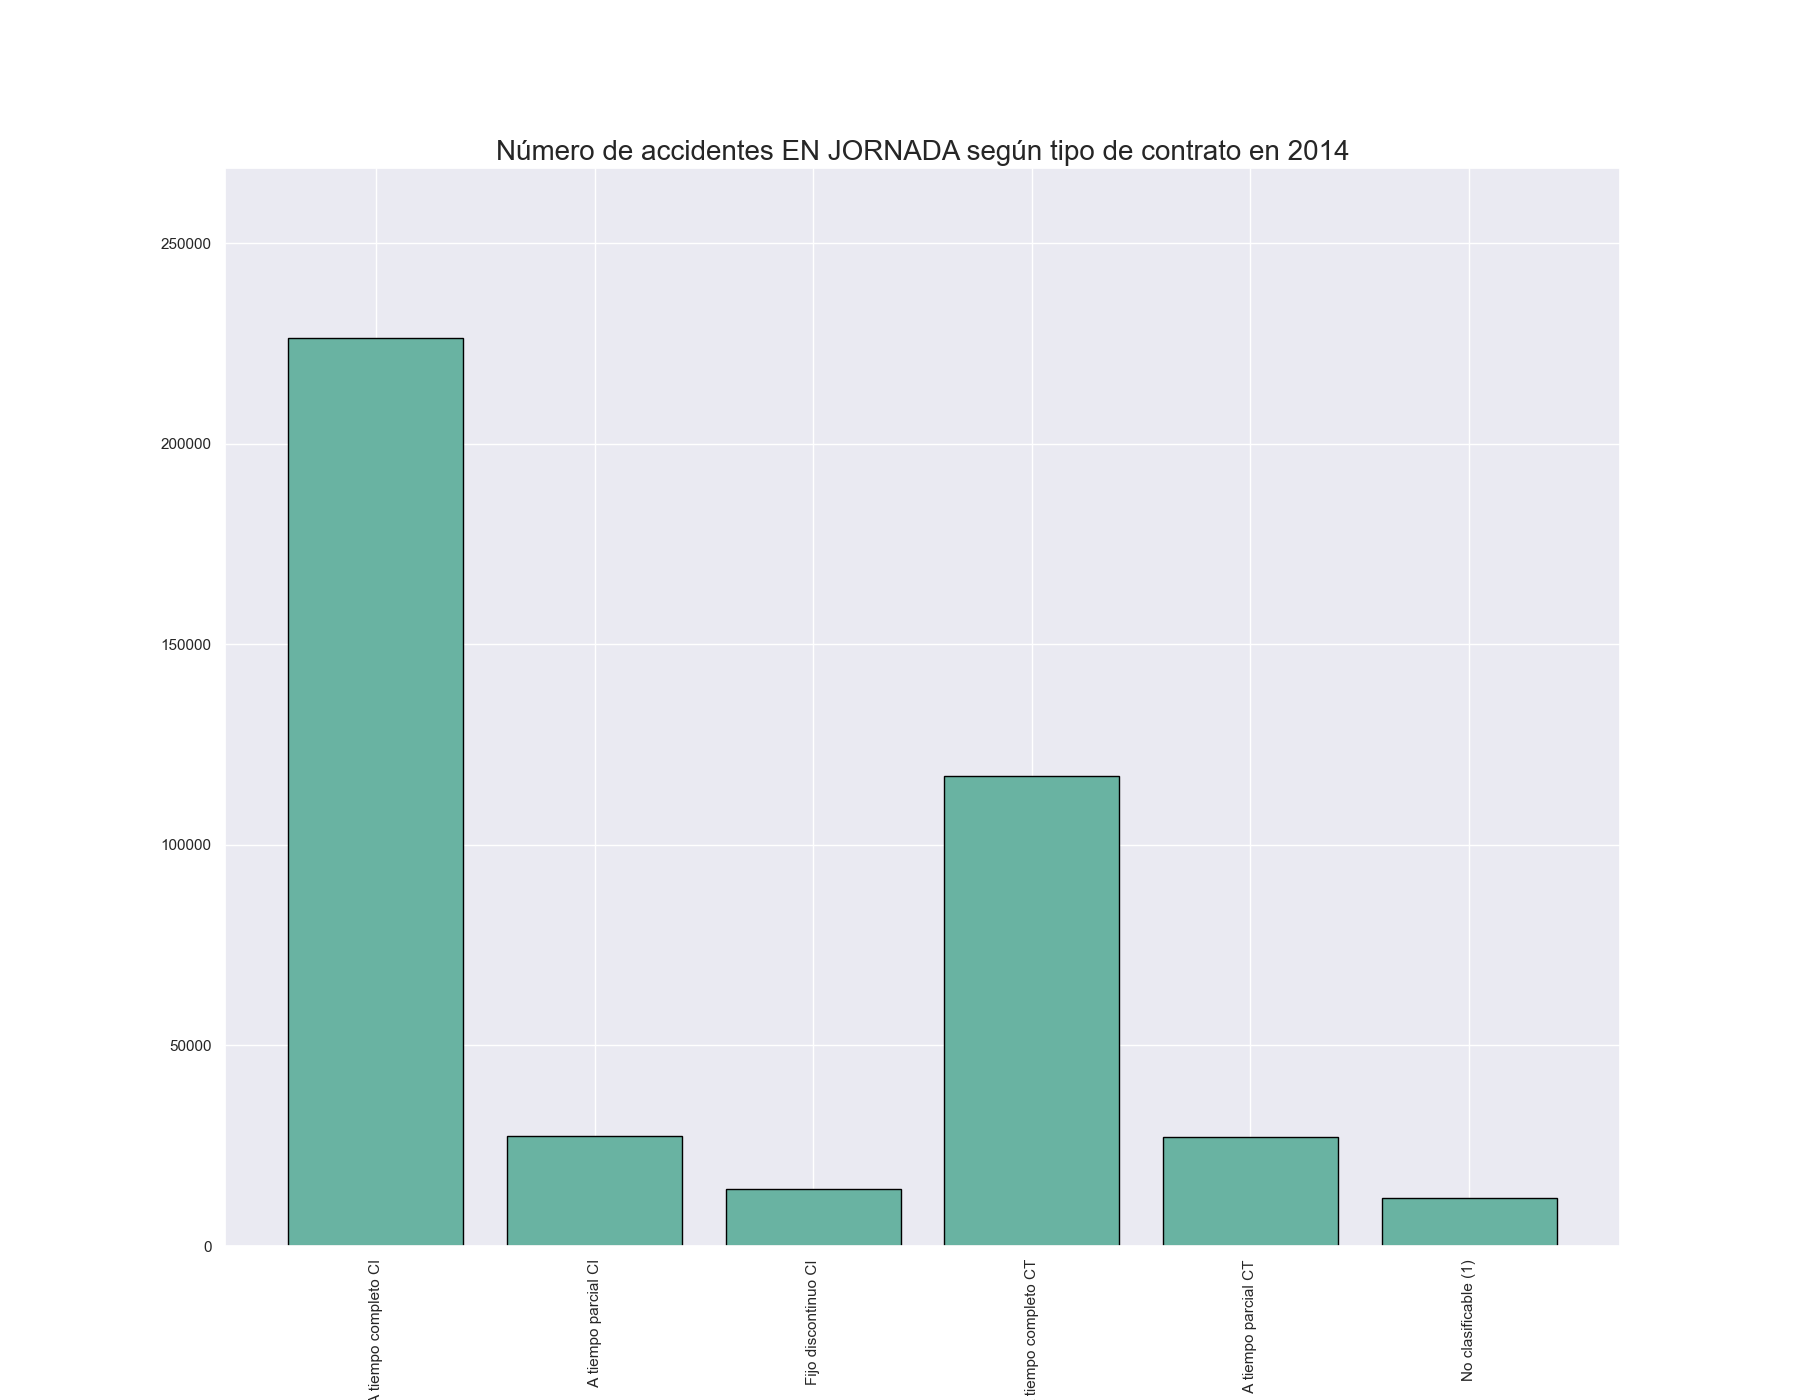 Número de accidentes EN JORNADA según tipo de contrato en 2014
250000
200000
150000
100000
50000
0
A tiempo completo CI
A tiempo parcial CI
Fijo discontinuo CI
tiempo completo CT
A tiempo parcial CT
No clasificable (1)